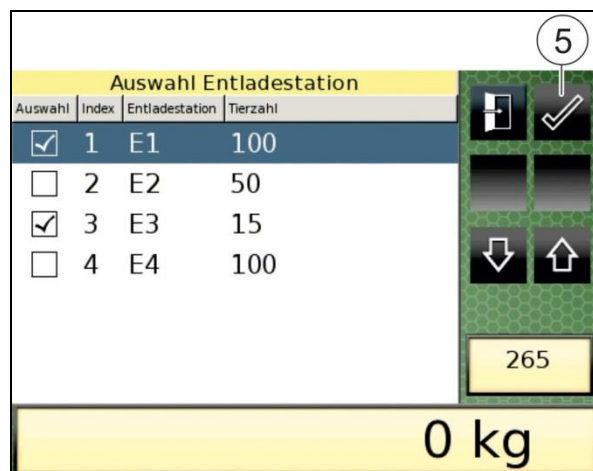 5
Auswahl Entladestation
Auswahl Index Entladestation Tierzahl
1 E1 100
2 E2 50
3 E3 15
4 E4 100
265
0 kg